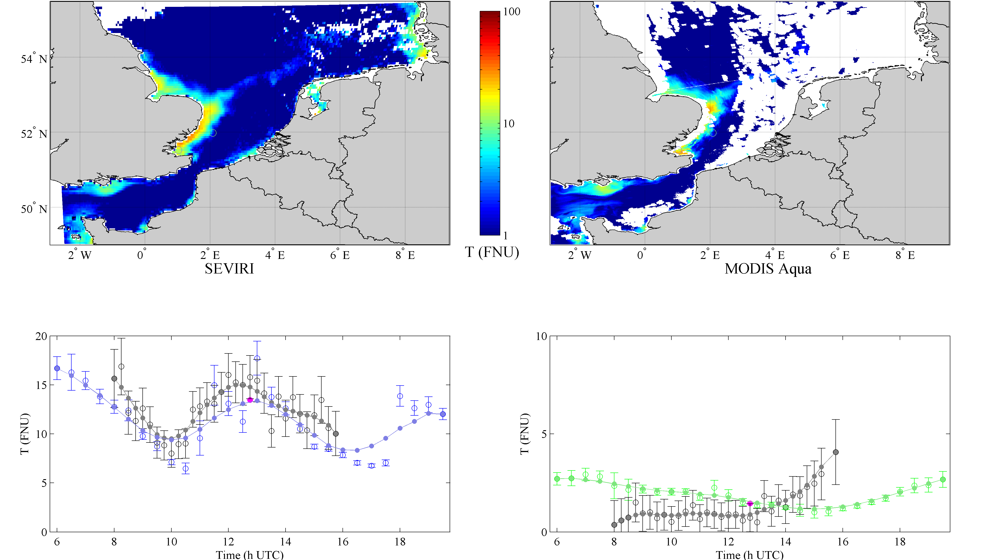 100
10
1
T (FNU)
54° N
52° N
50° N
2° W 0° 2° E 4° E 6° E 8° E
SEVIRI
2° W 0° 2° E 4° E 6° E 8° E
MODIS Aqua
20
15
10
5
0
T (FNU)
6 8 10 12 14 16 18
Time (h UTC)
10
5
0
T (FNU)
6 8 10 12 14 16 18
Time (h UTC)